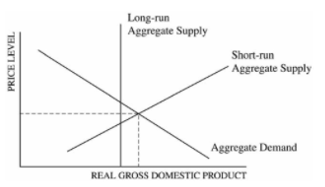 Long-run
Aggregate Supply
Short-run
Aggregate Supply
PRICE LEVEL
Aggregate Demand
REAL GROSS DOMESTIC PRODUCT